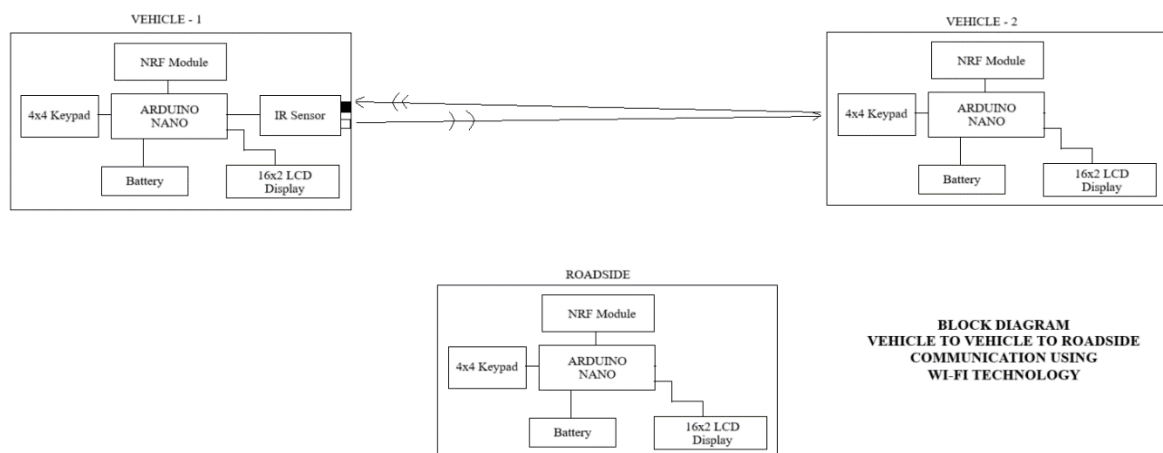 VEHICLE - 1
NRF Module
4x4 Keypad
ARDUINO
NANO
IR Sensor
Battery
16x2 LCD
Display
VEHICLE - 2
NRF Module
4x4 Keypad
ARDUINO
NANO
Battery
16x2 LCD
Display
ROADSIDE
NRF Module
4x4 Keypad
ARDUINO
NANO
Battery
16x2 LCD
Display
BLOCK DIAGRAM
VEHICLE TO VEHICLE TO ROADSIDE
COMMUNICATION USING
WI-FI TECHNOLOGY